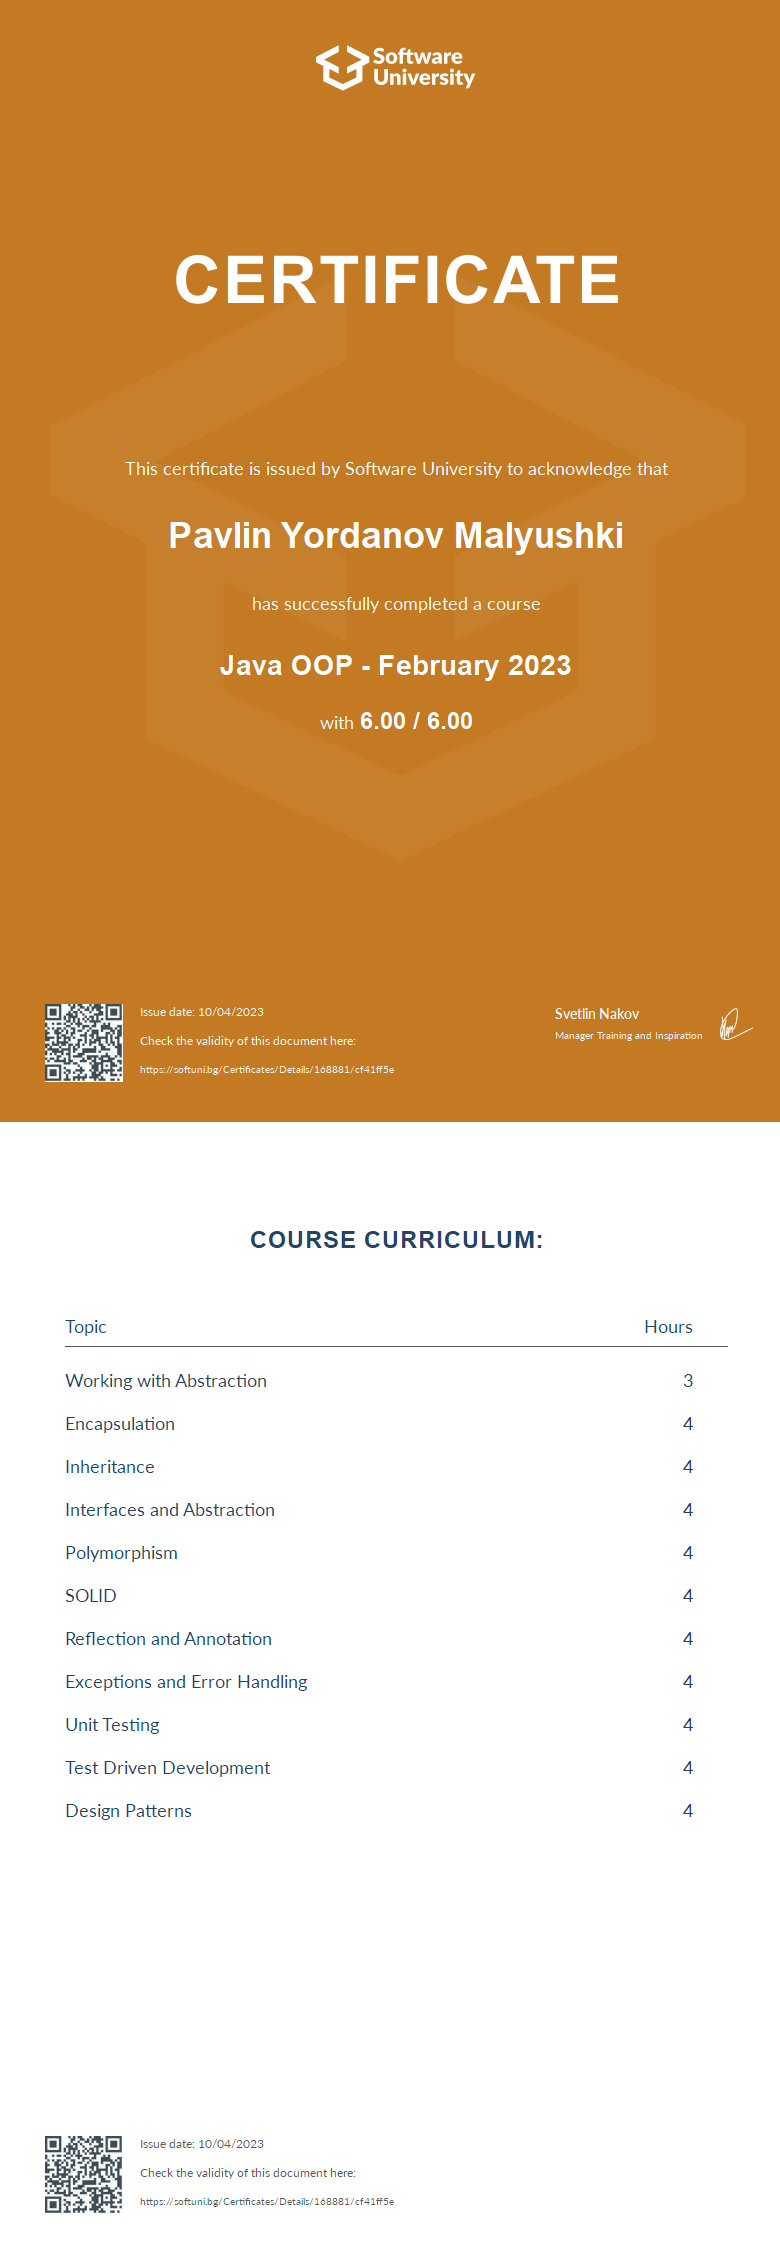 Software
University
CERTIFICATE
This certificate is issued by Software University to acknowledge that
Pavlin Yordanov Malyushki
has successfully completed a course
Java OOP - February 2023
with 6.00 / 6.00
Issue date: 10/04/2023
Check the validity of this document here:
https://softuni.bg/Certificates/Details/168881/cf41ff5e
Svetlin Nakov
Manager Training and Inspiration
COURSE CURRICULUM:
Topic Hours
Working with Abstraction 3
Encapsulation 4
Inheritance 4
Interfaces and Abstraction 4
Polymorphism 4
SOLID 4
Reflection and Annotation 4
Exceptions and Error Handling 4
Unit Testing 4
Test Driven Development 4
Design Patterns 4
Issue date: 10/04/2023
Check the validity of this document here:
https://softuni.bg/Certificates/Details/168881/cf41ff5e